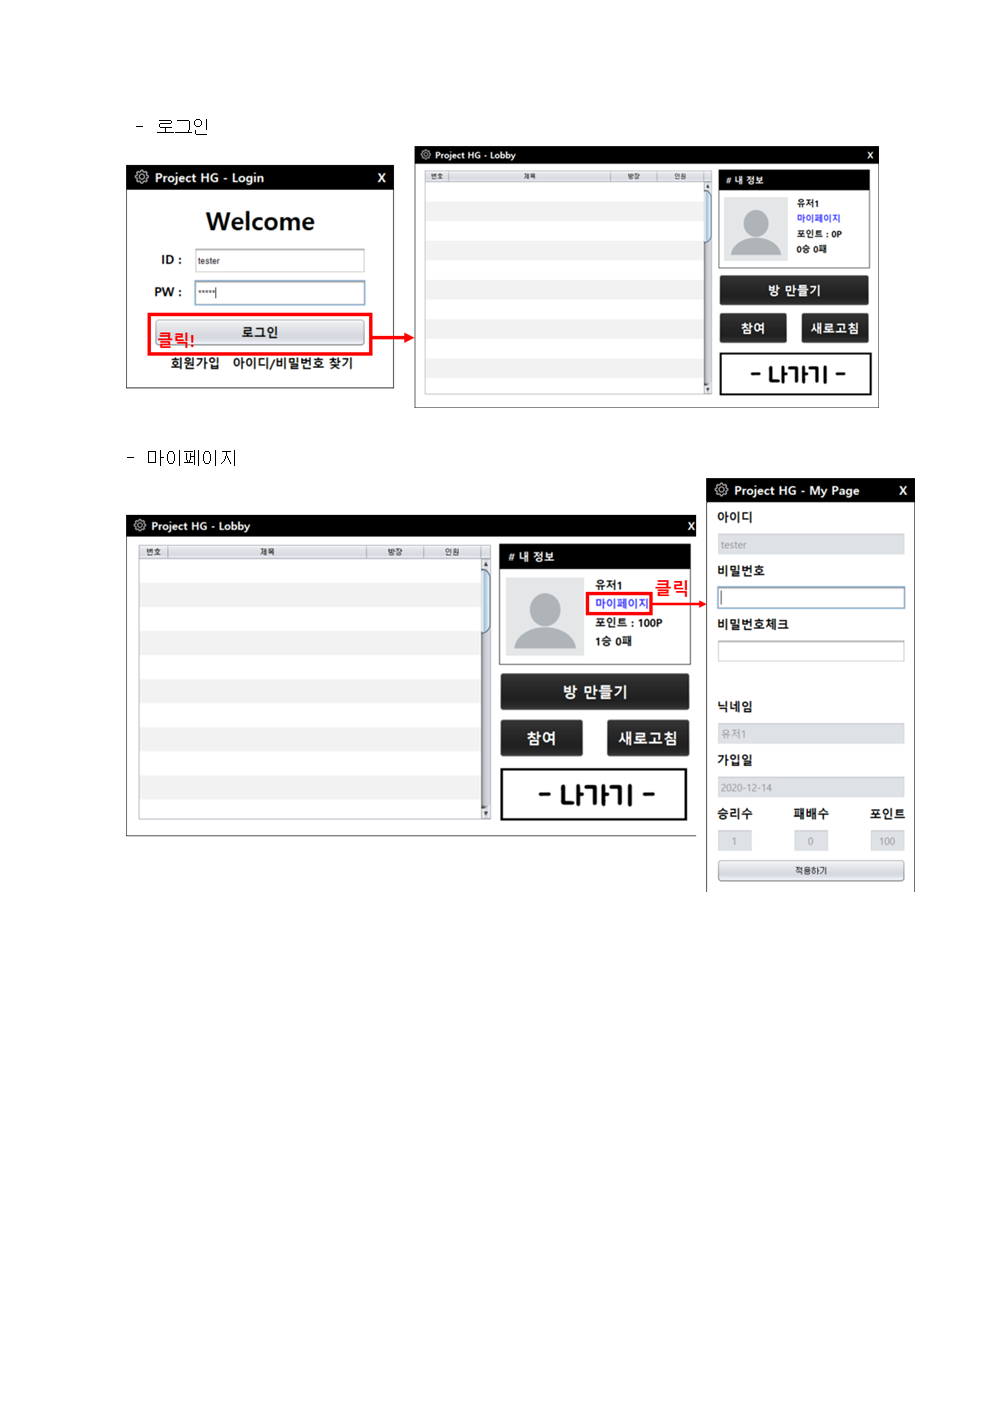 - 로그인
Project HG - Login X
Welcome
ID : tester
PW : *****
로그인
클릭!
회원가입 아이디/비밀번호 찾기
Project HG - Lobby X
번호 제목 방장 인원
# 내 정보
유저1
마이페이지
포인트 : 0P
0승 0패
방 만들기
참여 새로고침
- 나가기 -
- 마이페이지
Project HG - Lobby X
번호 제목 방장 인원
# 내 정보
유저1
마이페이지
클릭
포인트 : 100P
1승 0패
방 만들기
참여 새로고침
- 나가기 -
Project HG - My Page X
아이디
tester
비밀번호
비밀번호체크
닉네임
유저1
가입일
2020-12-14
승리수 패배수 포인트
1 0 100
적용하기